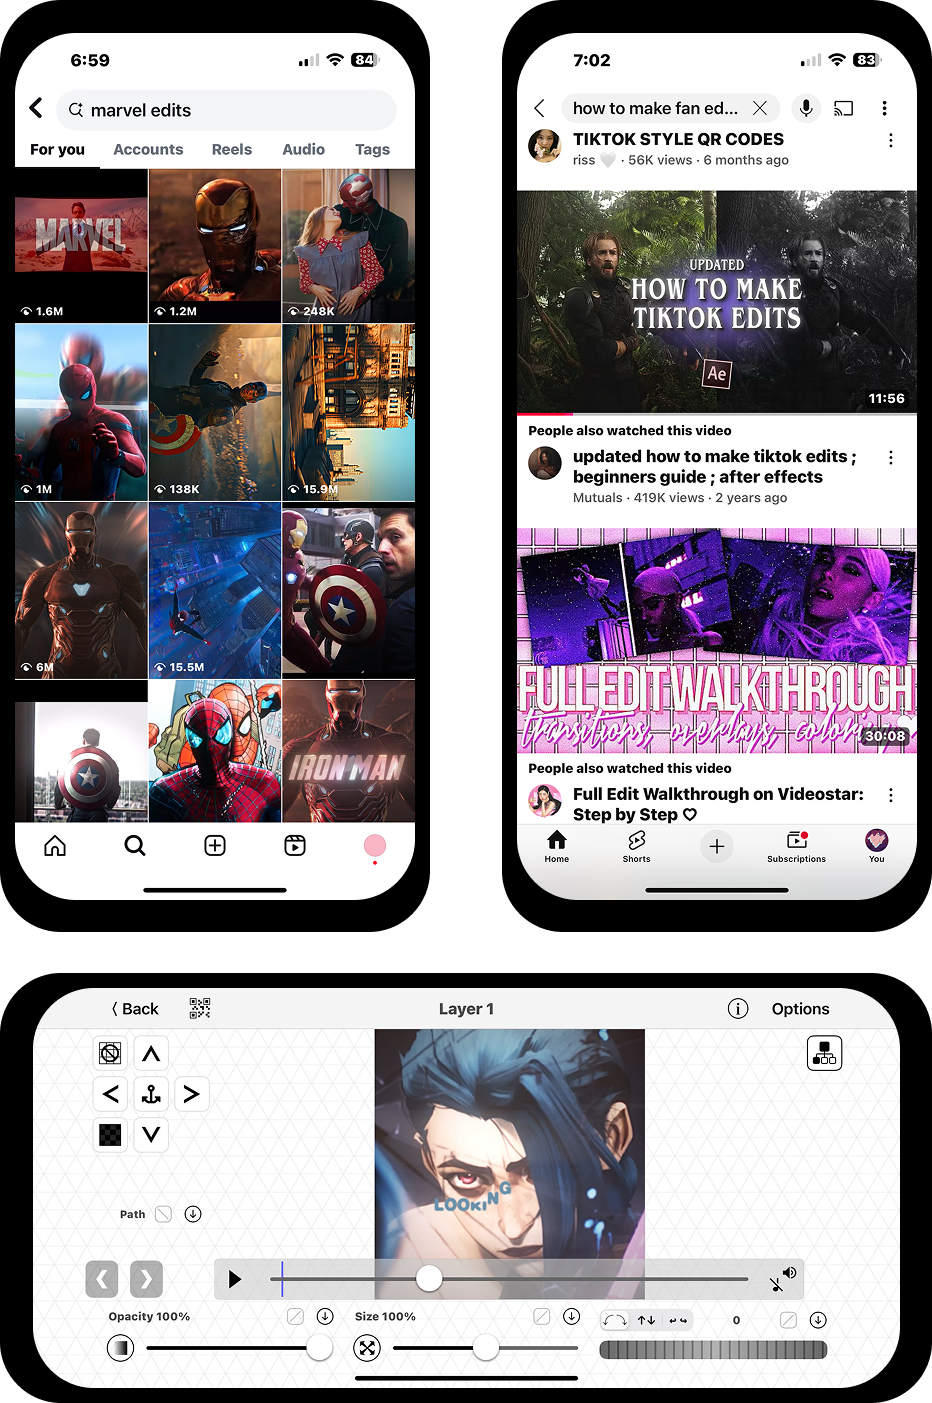 6:59
84
marvel edits
For you Accounts Reels Audio Tags
MARVEL
1.6M
1.2M
248K
1M
138K
15.9M
6M
15.5M
IRON MAN
7:02
83
how to make fan ed...
TIKTOK STYLE QR CODES
riss 🤍 · 56K views · 6 months ago
UPDATED
HOW TO MAKE
TIKTOK EDITS
Ae
11:56
People also watched this video
updated how to make tiktok edits ;
beginners guide ; after effects
Mutuals · 419K views · 2 years ago
FULL EDIT WALKTHROUGH
transitions, overlays, color
30:08
People also watched this video
Full Edit Walkthrough on Videostar:
Step by Step ♡
Home Shorts Subscriptions You
Back Layer 1 Options
LOOKING
Path
Opacity 100% Size 100% 0